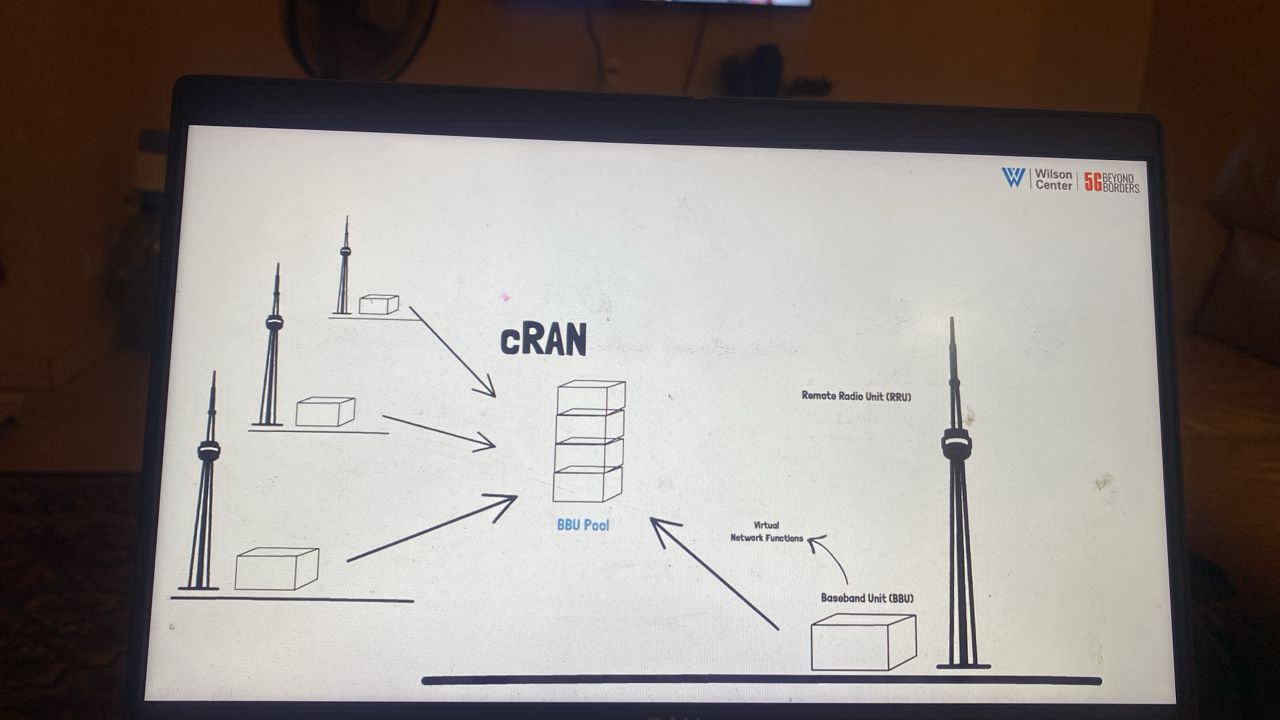 Wilson
Center
5G BEYOND
BORDERS
cRAN
Remote Radio Unit (RRU)
BBU Pool
Virtual
Network Functions
Baseband Unit (BBU)